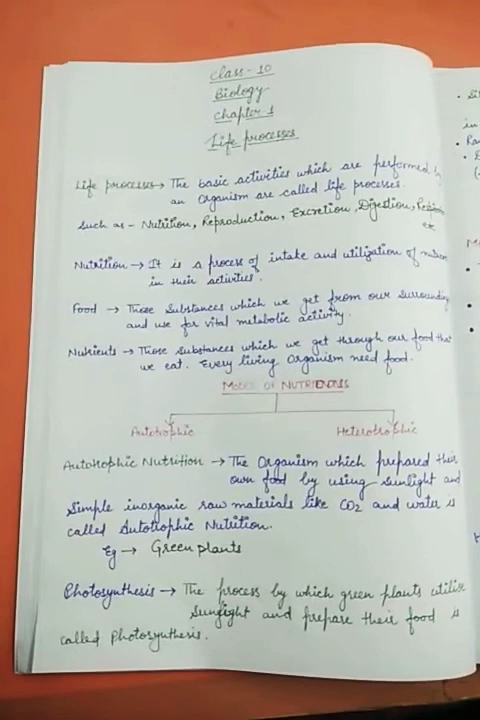 Class - 10
Biology
Chapter 1
Life processes
Life processes → The basic activities which are performed by
an Organism are called life processes.
Such as - Nutrition, Reproduction, Excretion, Digestion,
etc
Nutrition → It is a process of intake and utilization of
in their activities.
Food → Those Substances which we get from our Surrounding
and use for vital metabolic activity.
Nutrients → Those Substances which we get through our food that
we eat. Every living Organism need food.
MODES OF
Autotrophic Heterotrophic
Autotrophic Nutrition → The Organism which prepared their
own food by using Sunlight and
Simple inorganic raw materials like CO2 and water is
called Autotrophic Nutrition.
Eg → Green plants
Photosynthesis → The process by which green plants utilise
Sunlight and prepare their food is
called Photosynthesis.